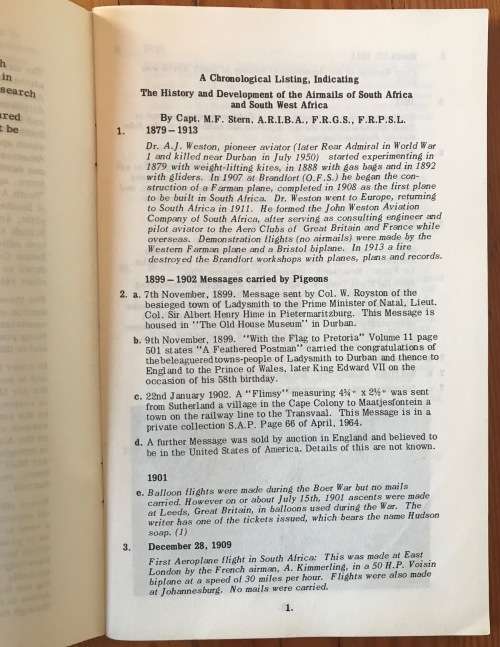 h
in
search
ured
t be
A Chronological Listing, Indicating
The History and Development of the Airmails of South Africa
and South West Africa
By Capt. M.F. Stern, A.R.I.B.A., F.R.G.S., F.R.P.S.L.
1. 1879 – 1913
Dr. A.J. Weston, pioneer aviator (later Rear Admiral in World War
I and killed near Durban in July 1950) started experimenting in
1879 with weight-lifting kites, in 1888 with gas bags and in 1892
with gliders. In 1907 at Brandfort (O.F.S.) he began the con-
struction of a Farman plane, completed in 1908 as the first plane
to be built in South Africa. Dr. Weston went to Europe, returning
to South Africa in 1911. He formed the John Weston Aviation
Company of South Africa, after serving as consulting engineer and
pilot aviator to the Aero Clubs of Great Britain and France while
overseas. Demonstration flights (no airmails) were made by the
Western Farman plane and a Bristol biplane. In 1913 a fire
destroyed the Brandfort workshops with planes, plans and records.
1899 – 1902 Messages carried by Pigeons
2. a. 7th November, 1899. Message sent by Col. W. Royston of the
besieged town of Ladysmith to the Prime Minister of Natal, Lieut.
Col. Sir Albert Henry Hime in Pietermaritzburg. This Message is
housed in "The Old House Museum" in Durban.
b. 9th November, 1899. "With the Flag to Pretoria" Volume 11 page
501 states "A Feathered Postman" carried the congratulations of
the beleaguered towns-people of Ladysmith to Durban and thence to
England to the Prince of Wales, later King Edward VII on the
occasion of his 58th birthday.
c. 22nd January 1902. A "Flimsy" measuring 4¾" x 2½" was sent
from Sutherland a village in the Cape Colony to Maatjesfontein a
town on the railway line to the Transvaal. This Message is in a
private collection S.A.P. Page 66 of April, 1964.
d. A further Message was sold by auction in England and believed to
be in the United States of America. Details of this are not known.
1901
e. Balloon flights were made during the Boer War but no mails
carried. However on or about July 15th, 1901 ascents were made
at Leeds, Great Britain, in balloons used during the War. The
writer has one of the tickets issued, which bears the name Hudson
soap. (1)
3. December 28, 1909
First Aeroplane flight in South Africa: This was made at East
London by the French airman, A. Kimmerling, in a 50 H.P. Voisin
biplane at a speed of 30 miles per hour. Flights were also made
at Johannesburg. No mails were carried.
1.